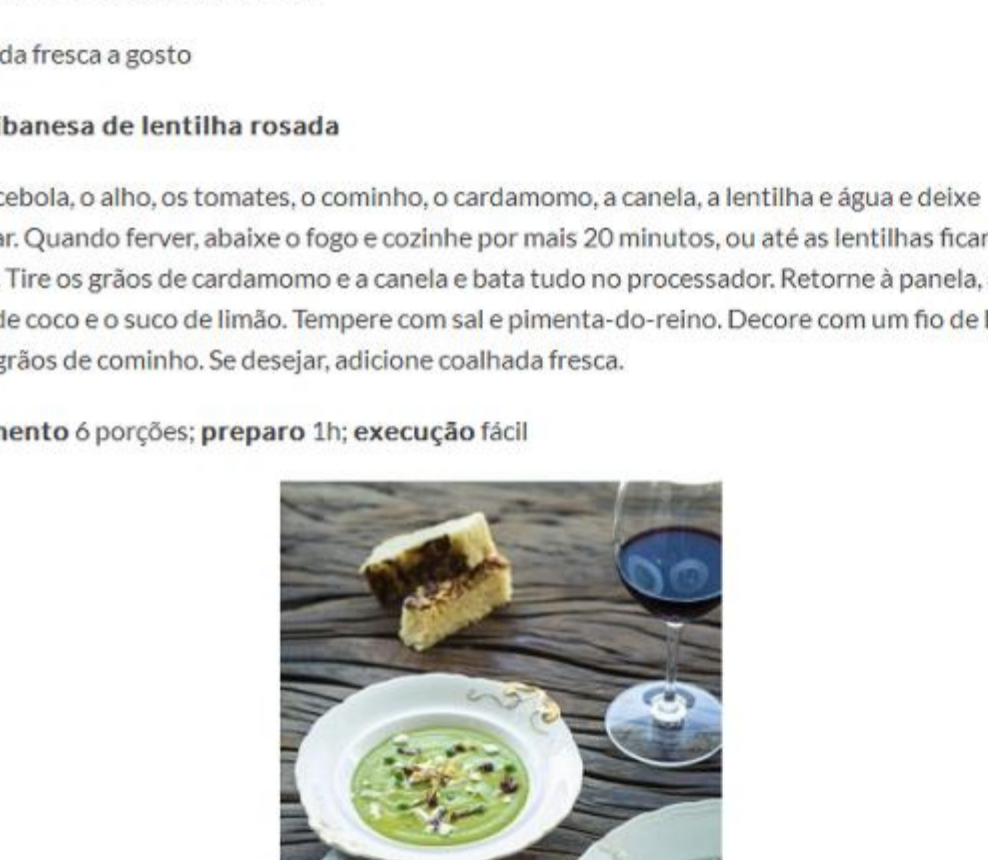 da fresca a gosto
banesa de lentilha rosada
cebola, o alho, os tomates, o cominho, o cardamomo, a canela, a lentilha e água e deixe
ar. Quando ferver, abaixe o fogo e cozinhe por mais 20 minutos, ou até as lentilhas ficar
. Tire os grãos de cardamomo e a canela e bata tudo no processador. Retorne à panela,
de coco e o suco de limão. Tempere com sal e pimenta-do-reino. Decore com um fio de
grãos de cominho. Se desejar, adicione coalhada fresca.
mento 6 porções; preparo 1h; execução fácil